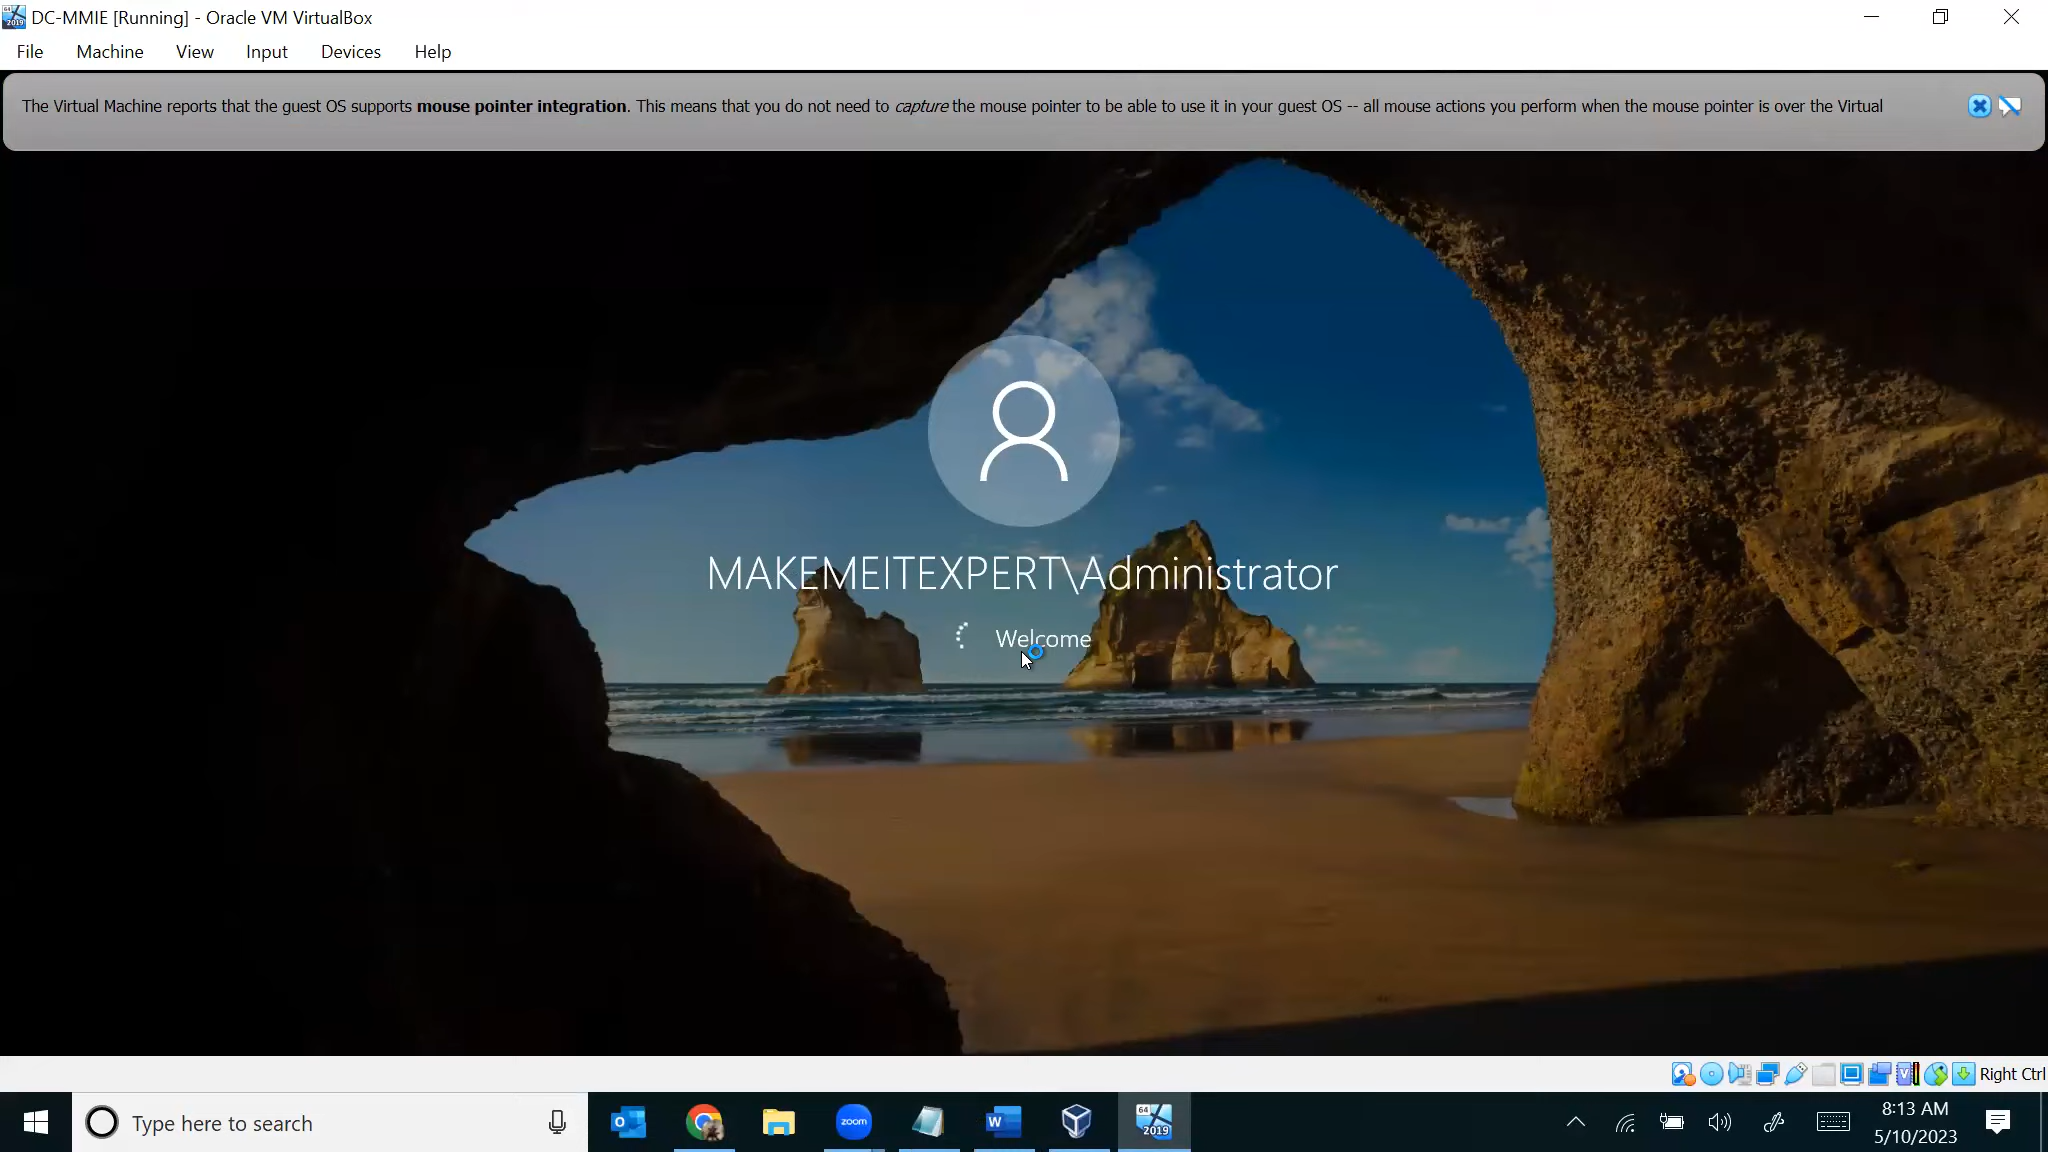 DC-MMIE [Running] - Oracle VM VirtualBox
File Machine View Input Devices Help
The Virtual Machine reports that the guest OS supports mouse pointer integration. This means that you do not need to capture the mouse pointer to be able to use it in your guest OS -- all mouse actions you perform when the mouse pointer is over the Virtual
MAKEMEITEXPERT\Administrator
Welcome
Right Ctrl
Type here to search
zoom
64
2019
8:13 AM
5/10/2023